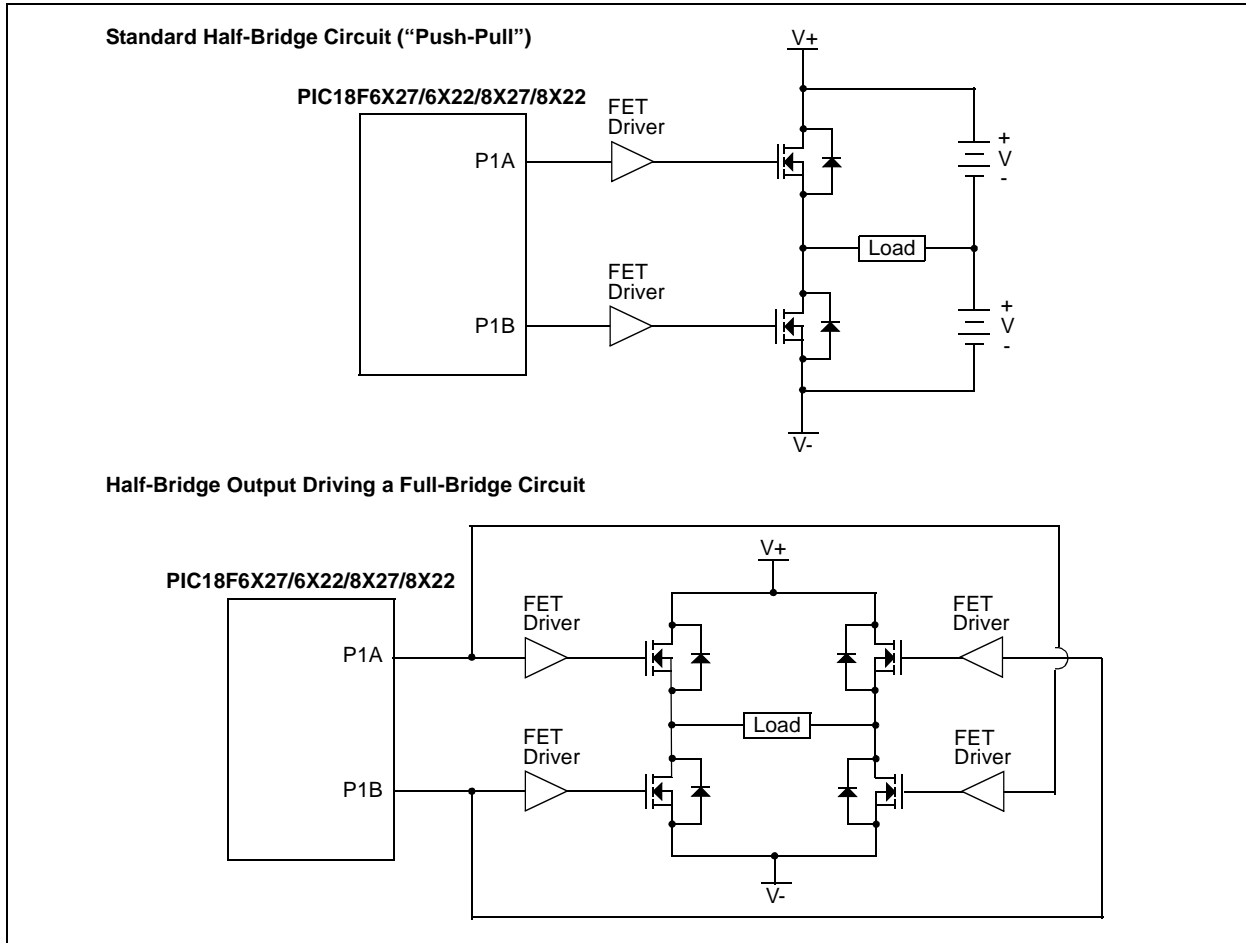 Standard Half-Bridge Circuit (“Push-Pull”)
V+
PIC18F6X27/6X22/8X27/8X22
FET
Driver
P1A
+
V
-
Load
FET
Driver
P1B
+
V
-
V-
Half-Bridge Output Driving a Full-Bridge Circuit
V+
PIC18F6X27/6X22/8X27/8X22
FET
Driver
FET
Driver
P1A
Load
FET
Driver
FET
Driver
P1B
V-